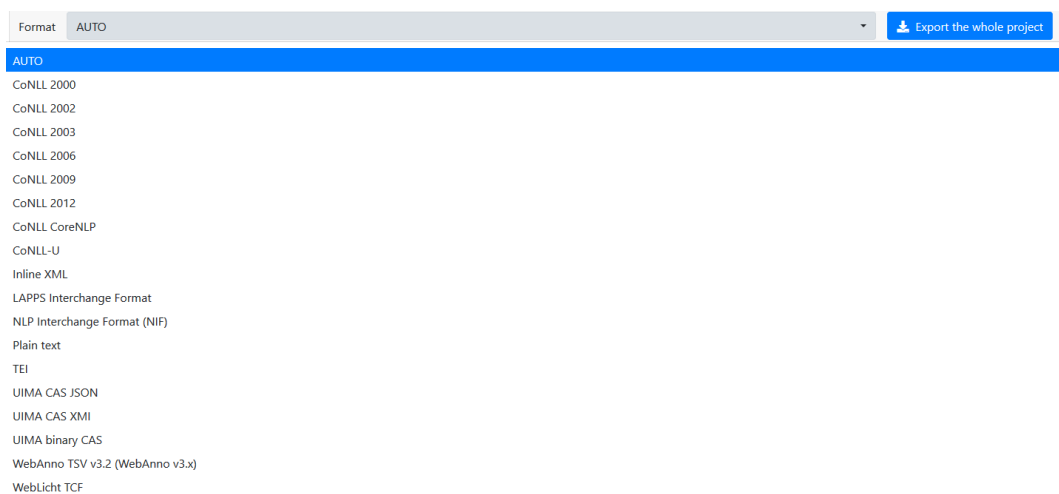 Format AUTO Export the whole project
AUTO
CoNLL 2000
CoNLL 2002
CoNLL 2003
CoNLL 2006
CoNLL 2009
CoNLL 2012
CoNLL CoreNLP
CoNLL-U
Inline XML
LAPPS Interchange Format
NLP Interchange Format (NIF)
Plain text
TEI
UIMA CAS JSON
UIMA CAS XMI
UIMA binary CAS
WebAnno TSV v3.2 (WebAnno v3.x)
WebLicht TCF